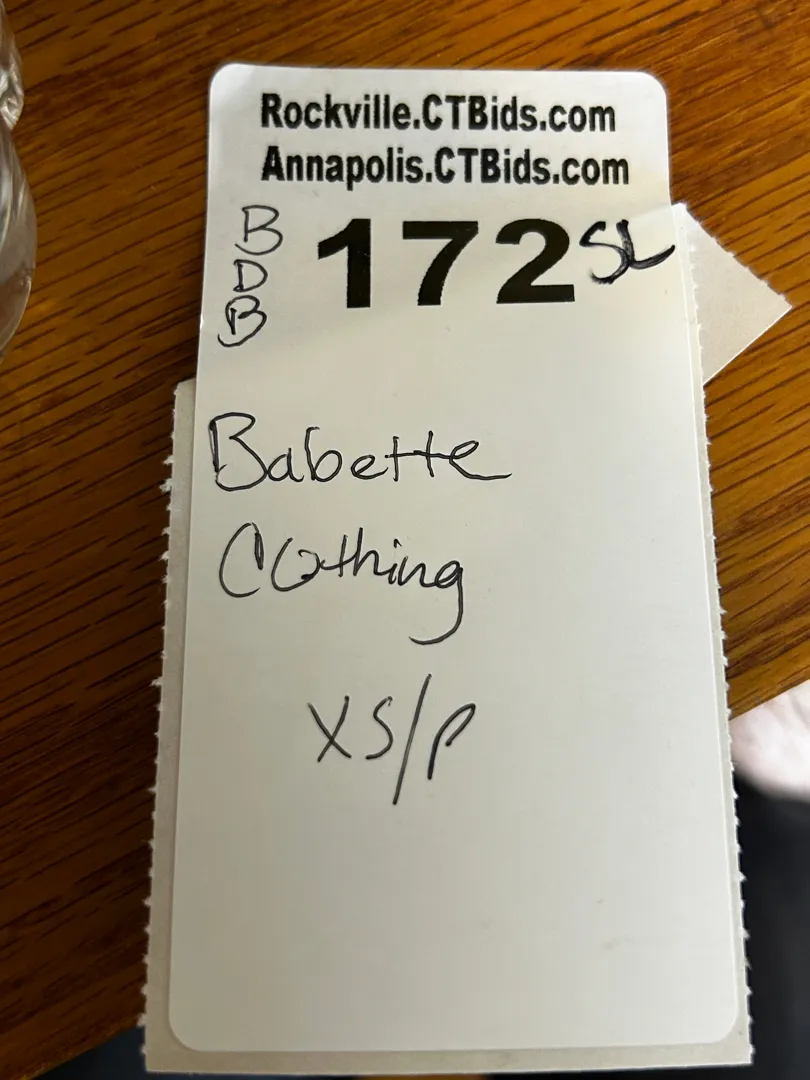 Rockville.CTBids.com
Annapolis.CTBids.com
B
D
B
172 SL
Babette
Clothing
XS/P